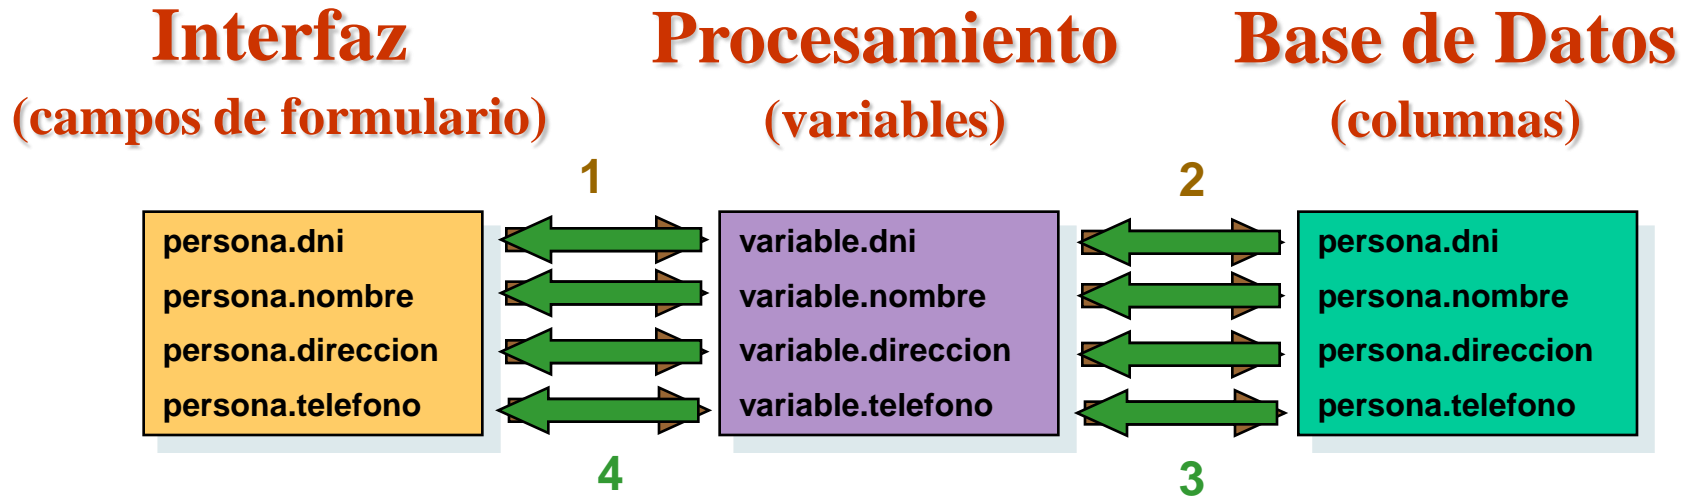 Interfaz
(campos de formulario)
Procesamiento
(variables)
Base de Datos
(columnas)
1
2
persona.dni
persona.nombre
persona.direccion
persona.telefono
variable.dni
variable.nombre
variable.direccion
variable.telefono
persona.dni
persona.nombre
persona.direccion
persona.telefono
4
3